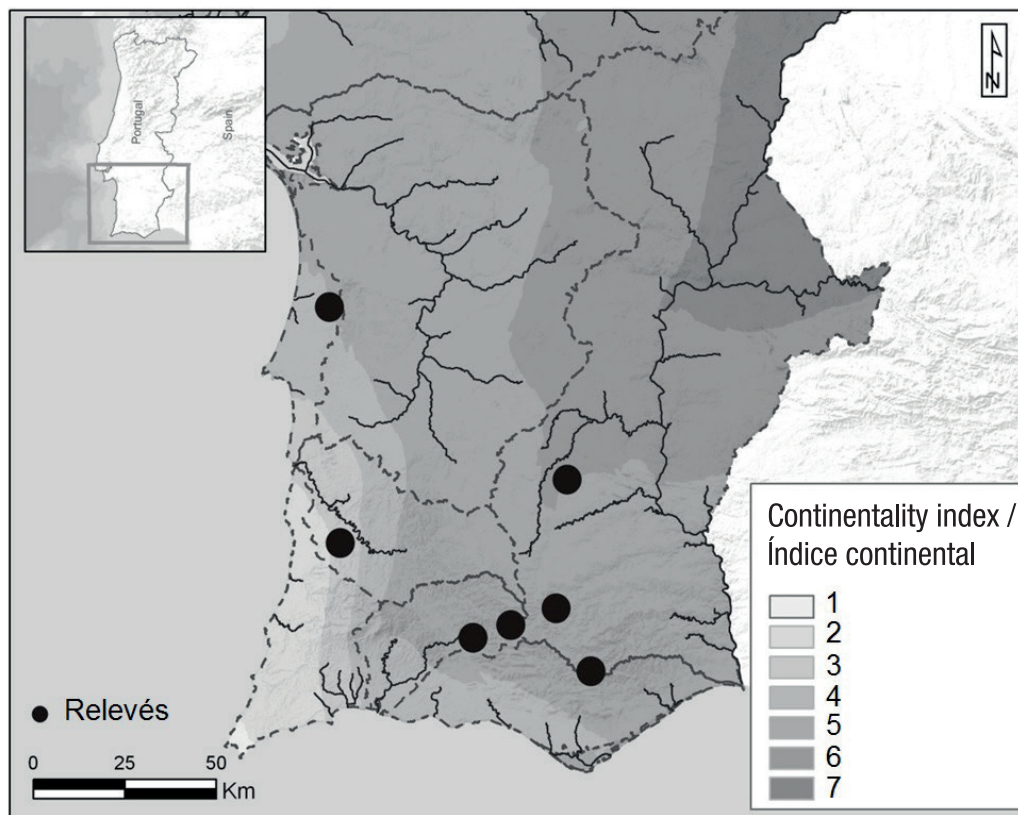 Portugal
Spain
N
Continentality index /
Índice continental
1
2
3
4
5
6
7
Relevés
0 25 50
Km